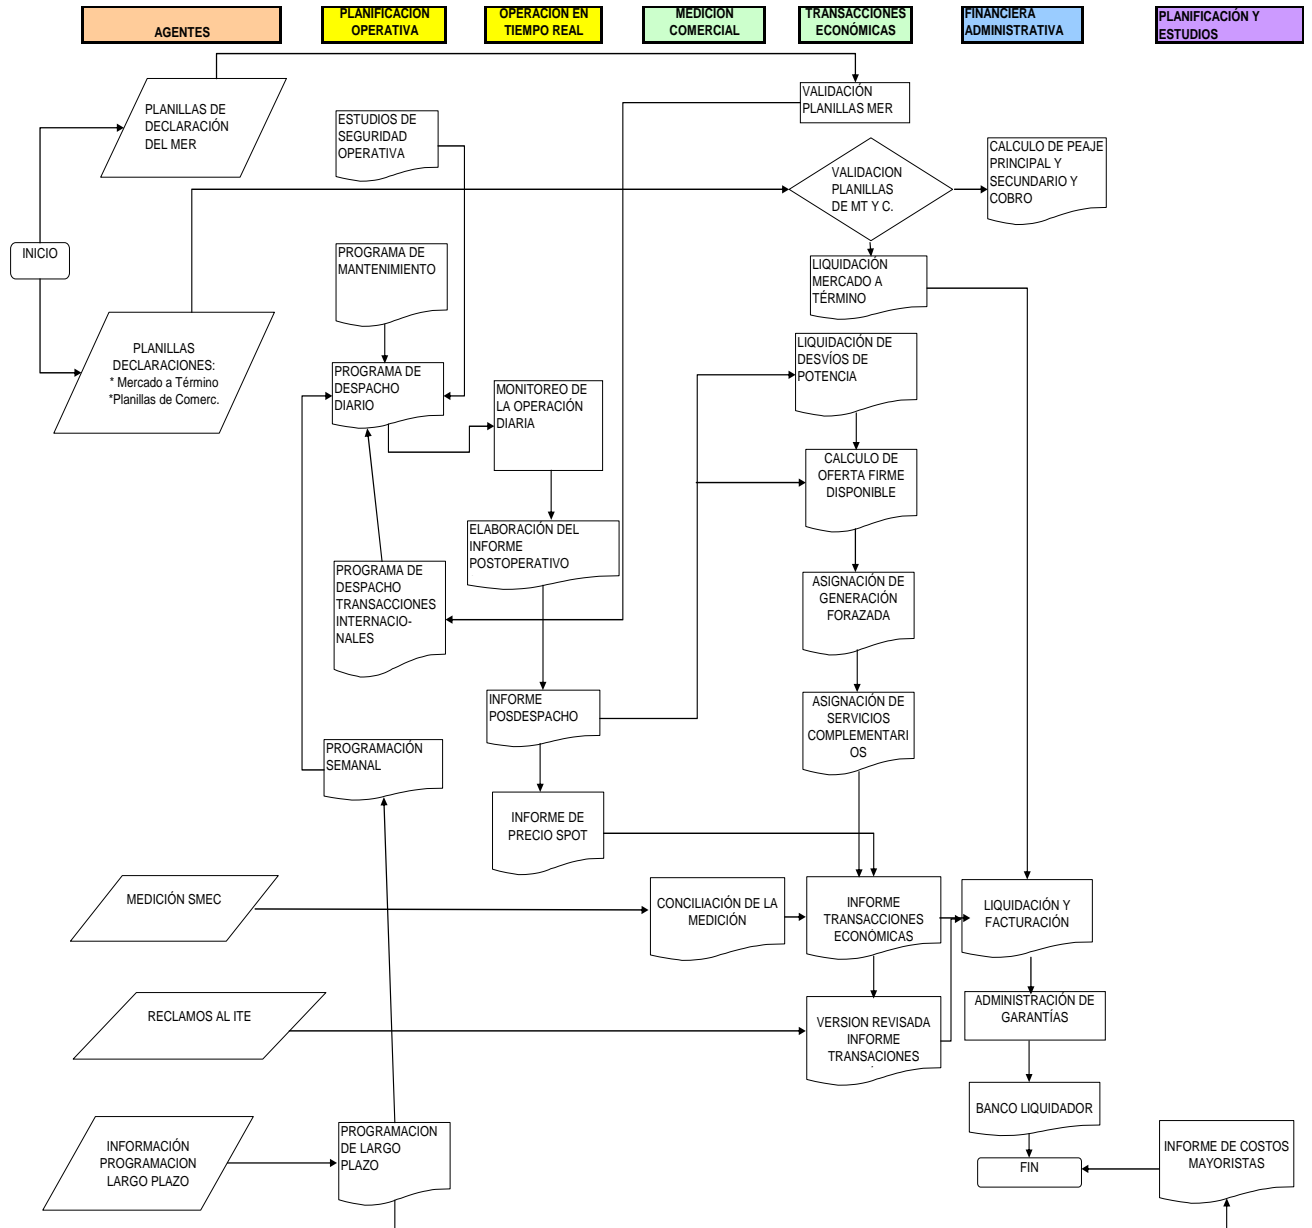 AGENTES
PLANIFICACION
OPERATIVA
OPERACIÓN EN
TIEMPO REAL
MEDICIÓN
COMERCIAL
TRANSACCIONES
ECONÓMICAS
FINANCIERA
ADMINISTRATIVA
PLANIFICACIÓN Y
ESTUDIOS
PLANILLAS DE
DECLARACIÓN
DEL MER
VALIDACIÓN
PLANILLAS MER
ESTUDIOS DE
SEGURIDAD
OPERATIVA
VALIDACION
PLANILLAS
DE MT Y C.
CALCULO DE PEAJE
PRINCIPAL Y
SECUNDARIO Y
COBRO
INICIO
PROGRAMA DE
MANTENIMIENTO
LIQUIDACIÓN
MERCADO A
TÉRMINO
PLANILLAS
DECLARACIONES:
* Mercado a Término
*Planillas de Comerc.
PROGRAMA DE
DESPACHO
DIARIO
MONITOREO DE
LA OPERACIÓN
DIARIA
LIQUIDACIÓN DE
DESVÍOS DE
POTENCIA
CALCULO DE
OFERTA FIRME
DISPONIBLE
ELABORACIÓN DEL
INFORME
POSTOPERATIVO
PROGRAMA DE
DESPACHO
TRANSACCIONES
INTERNACIO-
NALES
ASIGNACIÓN DE
GENERACIÓN
FORAZADA
INFORME
POSDESPACHO
ASIGNACIÓN DE
SERVICIOS
COMPLEMENTARI
OS
PROGRAMACIÓN
SEMANAL
INFORME DE
PRECIO SPOT
MEDICIÓN SMEC
CONCILIACIÓN DE LA
MEDICIÓN
INFORME
TRANSACCIONES
ECONÓMICAS
LIQUIDACIÓN Y
FACTURACIÓN
RECLAMOS AL ITE
VERSION REVISADA
INFORME
TRANSACIONES
ADMINISTRACIÓN DE
GARANTÍAS
BANCO LIQUIDADOR
INFORMACIÓN
PROGRAMACION
LARGO PLAZO
PROGRAMACION
DE LARGO
PLAZO
FIN
INFORME DE COSTOS
MAYORISTAS